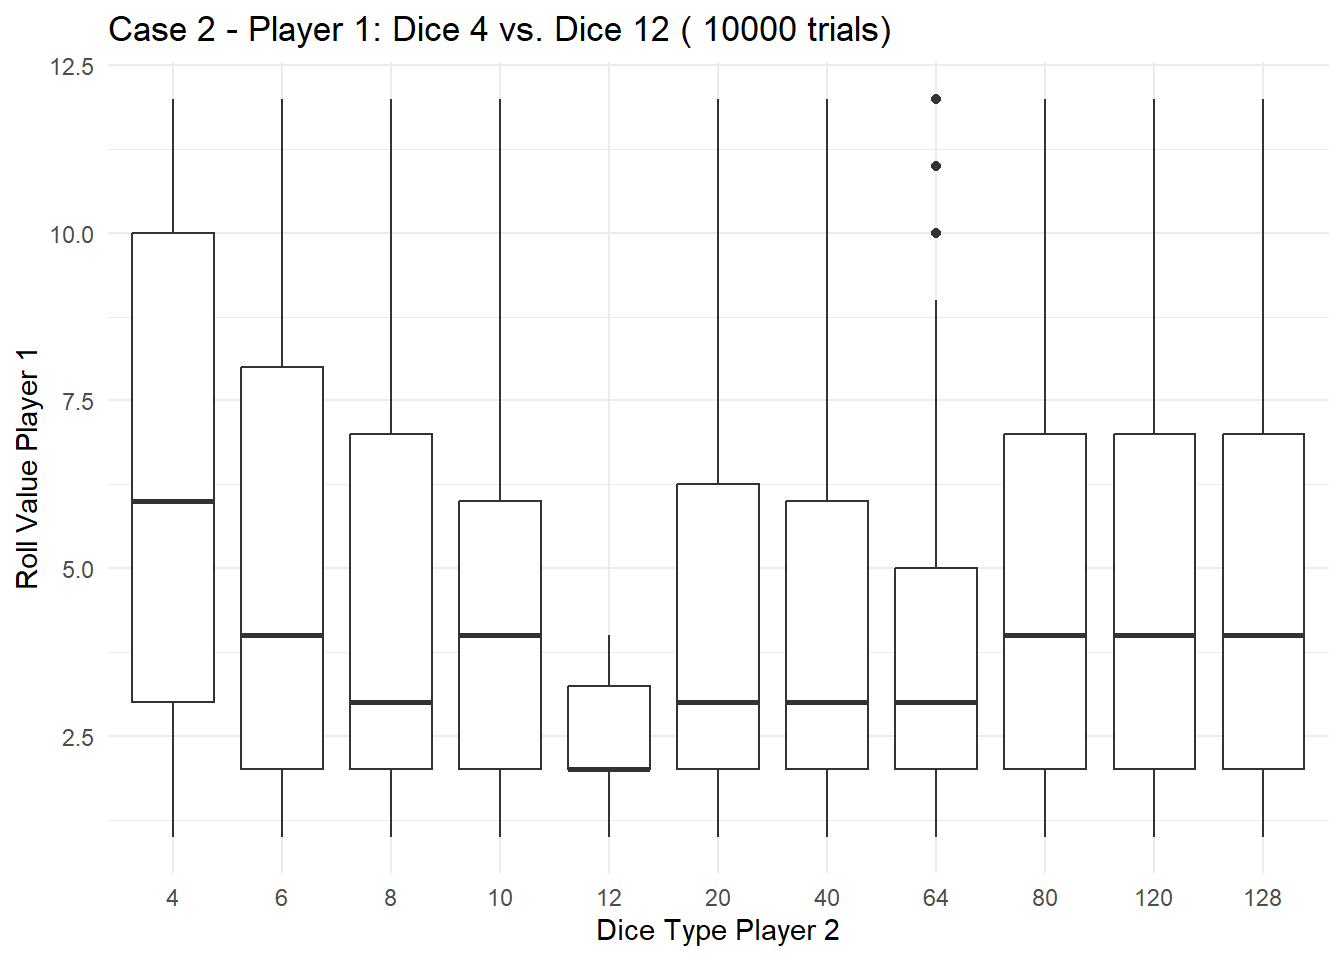 Case 2 - Player 1: Dice 4 vs. Dice 12 ( 10000 trials)
12.5
10.0
7.5
5.0
2.5
Roll Value Player 1
4 6 8 10 12 20 40 64 80 120 128
Dice Type Player 2